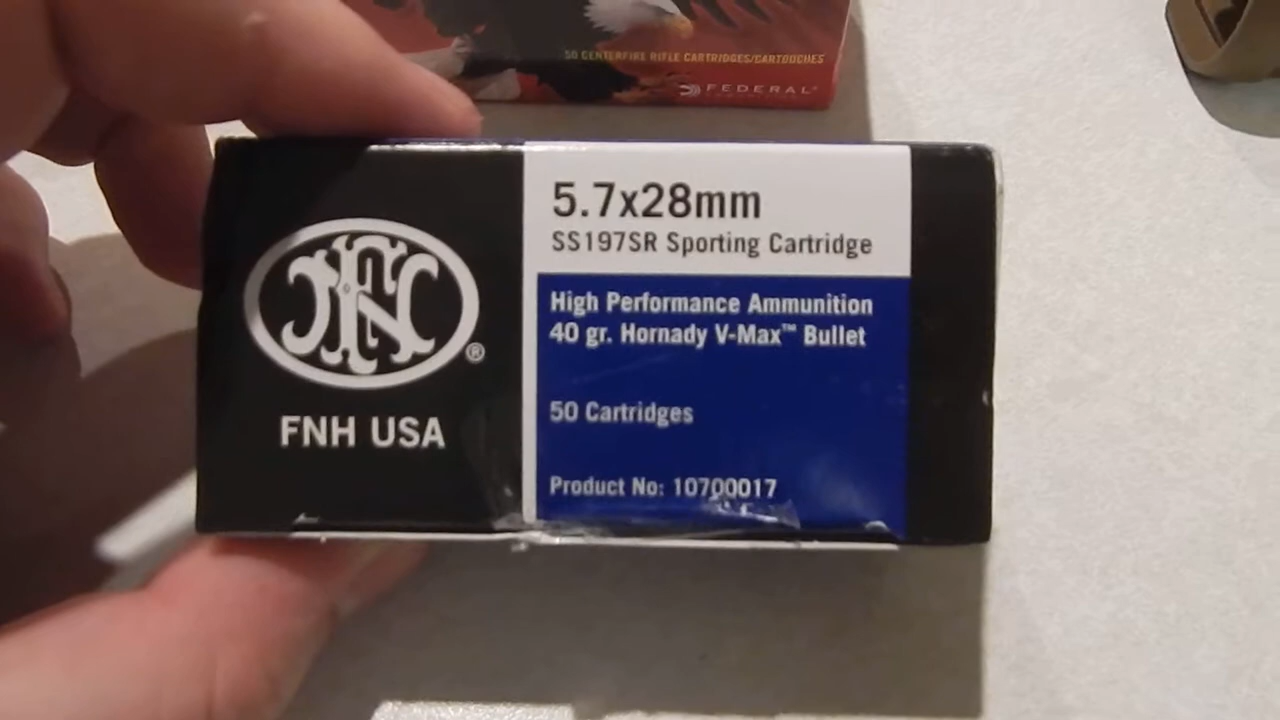 50 CENTERFIRE RIFLE CARTRIDGES/CARTOUCHES
FEDERAL®
5.7x28mm
SS197SR Sporting Cartridge
High Performance Ammunition
40 gr. Hornady V-Max™ Bullet
50 Cartridges
Product No: 10700017
FN®
FNH USA